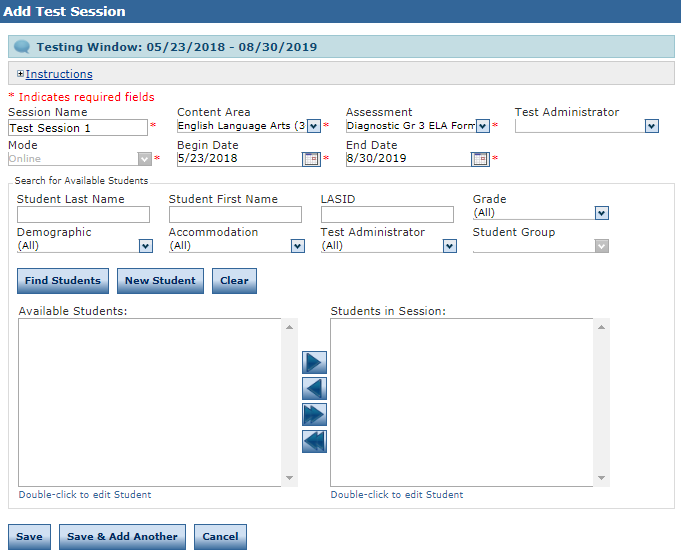 Add Test Session
Testing Window: 05/23/2018 - 08/30/2019
Instructions
* Indicates required fields
Session Name Content Area Assessment Test Administrator
Test Session 1 * English Language Arts (3 * Diagnostic Gr 3 ELA Form *
Mode Begin Date End Date
Online * 5/23/2018 * 8/30/2019 *
Search for Available Students
Student Last Name Student First Name LASID Grade
(All)
Demographic Accommodation Test Administrator Student Group
(All) (All) (All)
Find Students New Student Clear
Available Students: Students in Session:
Double-click to edit Student Double-click to edit Student
Save Save & Add Another Cancel